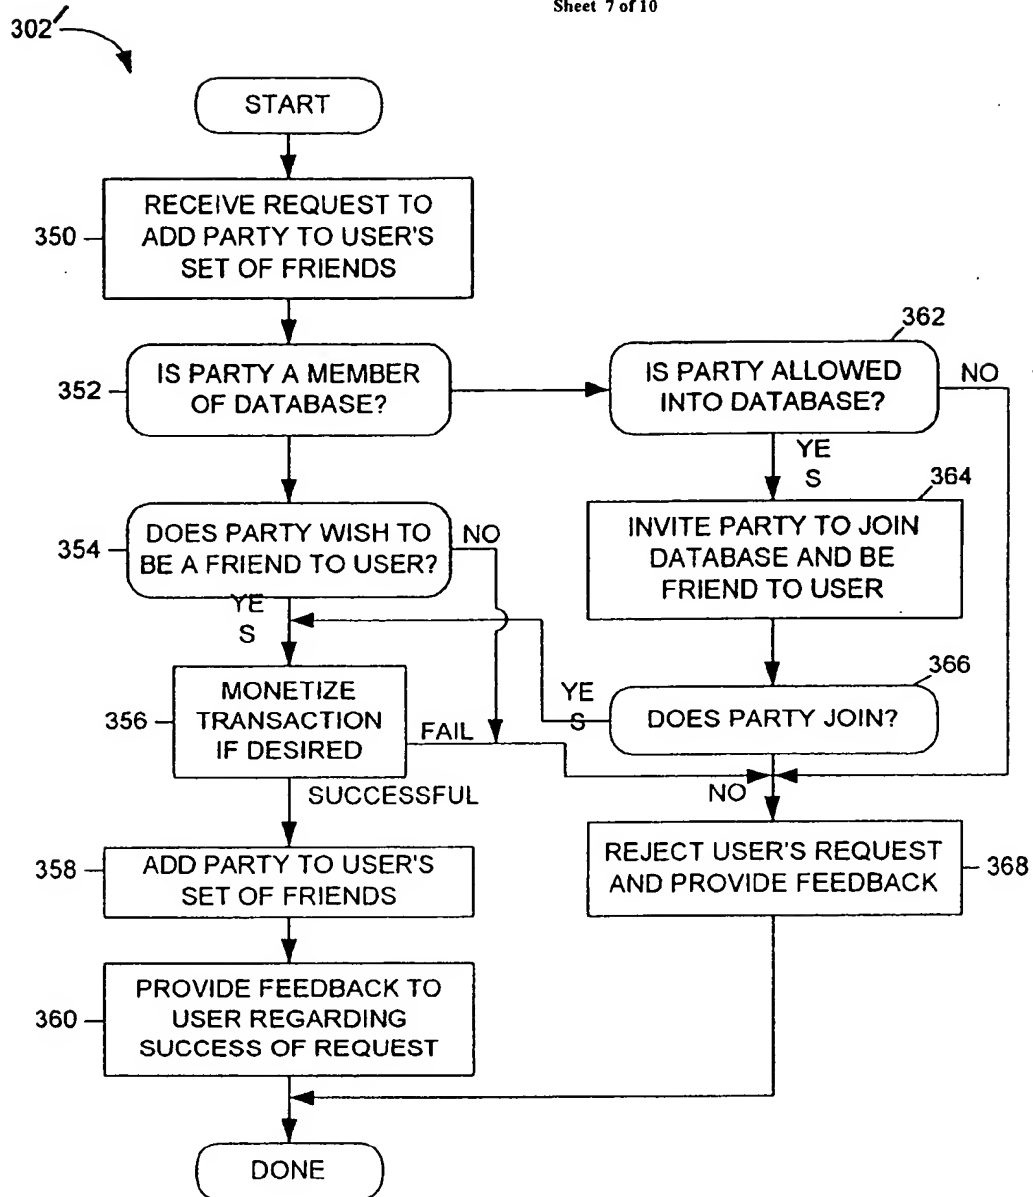 Sheet 7 of 10
302'
START
RECEIVE REQUEST TO
ADD PARTY TO USER'S
SET OF FRIENDS
350
IS PARTY A MEMBER
OF DATABASE?
352
362
IS PARTY ALLOWED
INTO DATABASE?
NO
YE
S
364
INVITE PARTY TO JOIN
DATABASE AND BE
FRIEND TO USER
DOES PARTY WISH TO
BE A FRIEND TO USER?
354
NO
YE
S
366
DOES PARTY JOIN?
YE
S
NO
MONETIZE
TRANSACTION
IF DESIRED
356
FAIL
SUCCESSFUL
ADD PARTY TO USER'S
SET OF FRIENDS
358
REJECT USER'S REQUEST
AND PROVIDE FEEDBACK
368
PROVIDE FEEDBACK TO
USER REGARDING
SUCCESS OF REQUEST
360
DONE